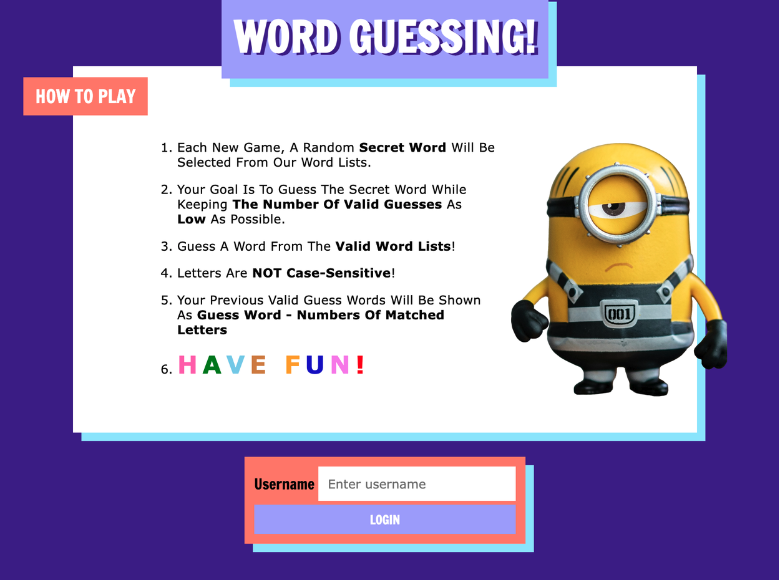 WORD GUESSING!
HOW TO PLAY
1. Each New Game, A Random Secret Word Will Be
Selected From Our Word Lists.
2. Your Goal Is To Guess The Secret Word While
Keeping The Number Of Valid Guesses As
Low As Possible.
3. Guess A Word From The Valid Word Lists!
4. Letters Are NOT Case-Sensitive!
5. Your Previous Valid Guess Words Will Be Shown
As Guess Word - Numbers Of Matched
Letters
6. HAVE FUN!
001
Username Enter username
LOGIN